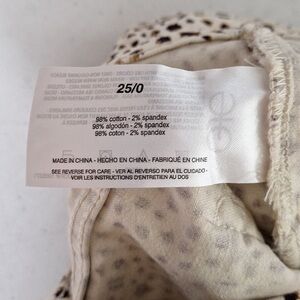 25/0
98% cotton - 2% spandex
98% algodón - 2% spandex
98% coton - 2% spandex
MADE IN CHINA - HECHO EN CHINA - FABRIQUÉ EN CHINE
SEE REVERSE FOR CARE - VER AL REVERSO PARA EL CUIDADO -
VOIR LES INSTRUCTIONS D'ENTRETIEN AU DOS